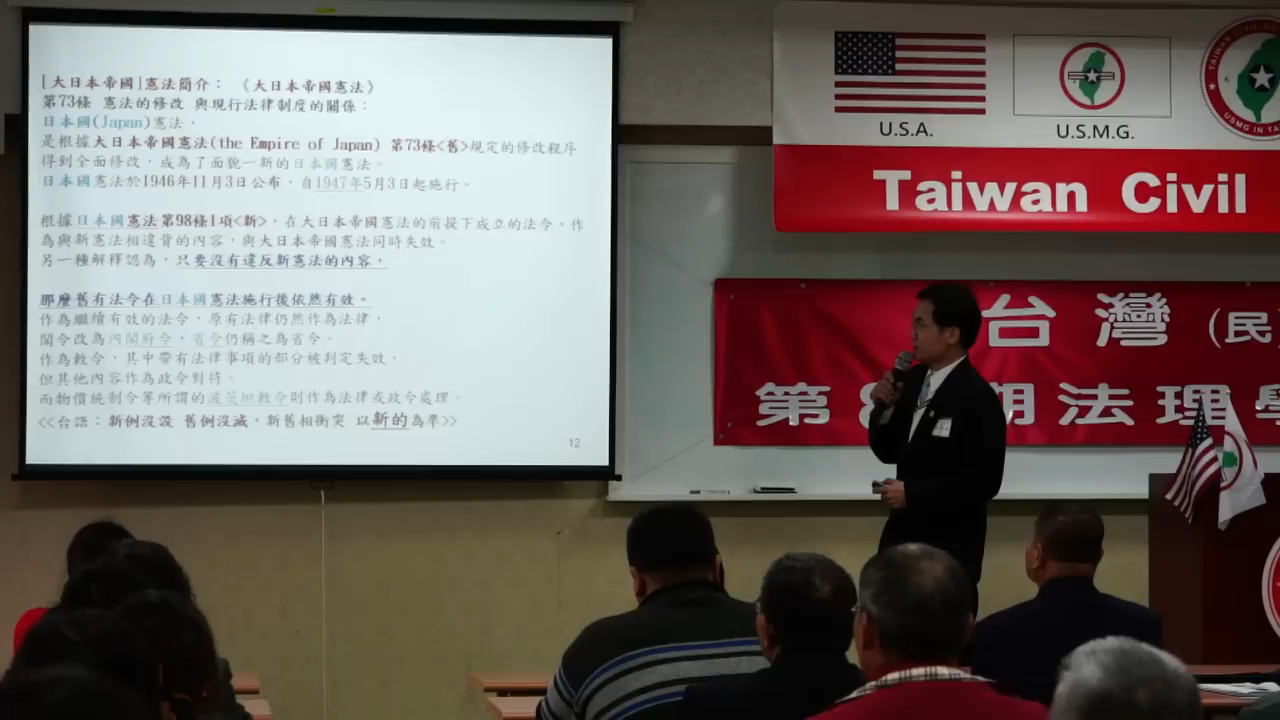 [大日本帝國]憲法簡介： 《大日本帝國憲法》
第73條 憲法的修改 與現行法律制度的關係：
日本國(Japan)憲法，
是根據大日本帝國憲法(the Empire of Japan) 第73條<舊>規定的修改程序
得到全面修改，成為了面貌一新的日本國憲法。
日本國憲法於1946年11月3日公布，自1947年5月3日起施行。
根據日本國憲法第98條1項<新>，在大日本帝國憲法的前提下成立的法令，作
為與新憲法相違背的內容，與大日本帝國憲法同時失效。
另一種解釋認為，只要沒有違反新憲法的內容，
那麼舊有法令在日本國憲法施行後依然有效。
作為繼續有效的法令，原有法律仍然作為法律，
閣令改為內閣府令，省令仍稱之為省令。
作為敕令，其中帶有法律事項的部分被判定失效，
但其他內容作為政令對待。
而物價統制令等所謂的波茨坦敕令則作為法律或政令處理。
<<台語：新例沒設 舊例沒滅，新舊相衝突 以新的為準>>
12
U.S.A.
U.S.M.G.
TAIWAN CIVIL
USMG IN TA
Taiwan Civil
台灣(民
第8期法理學